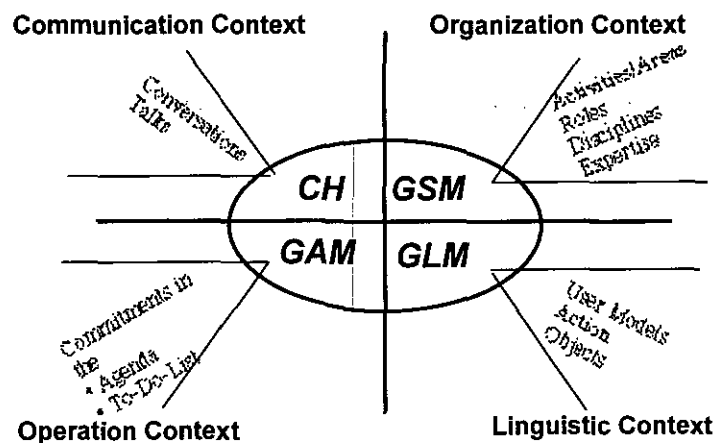 Communication Context
Organization Context
Conversations
Talks
Activities/Areas
Roles
Disciplines
Expertise
CH
GSM
GAM
GLM
Commitments in
the
• Agenda
• To-Do-List
User Models
Action
Objects
Operation Context
Linguistic Context